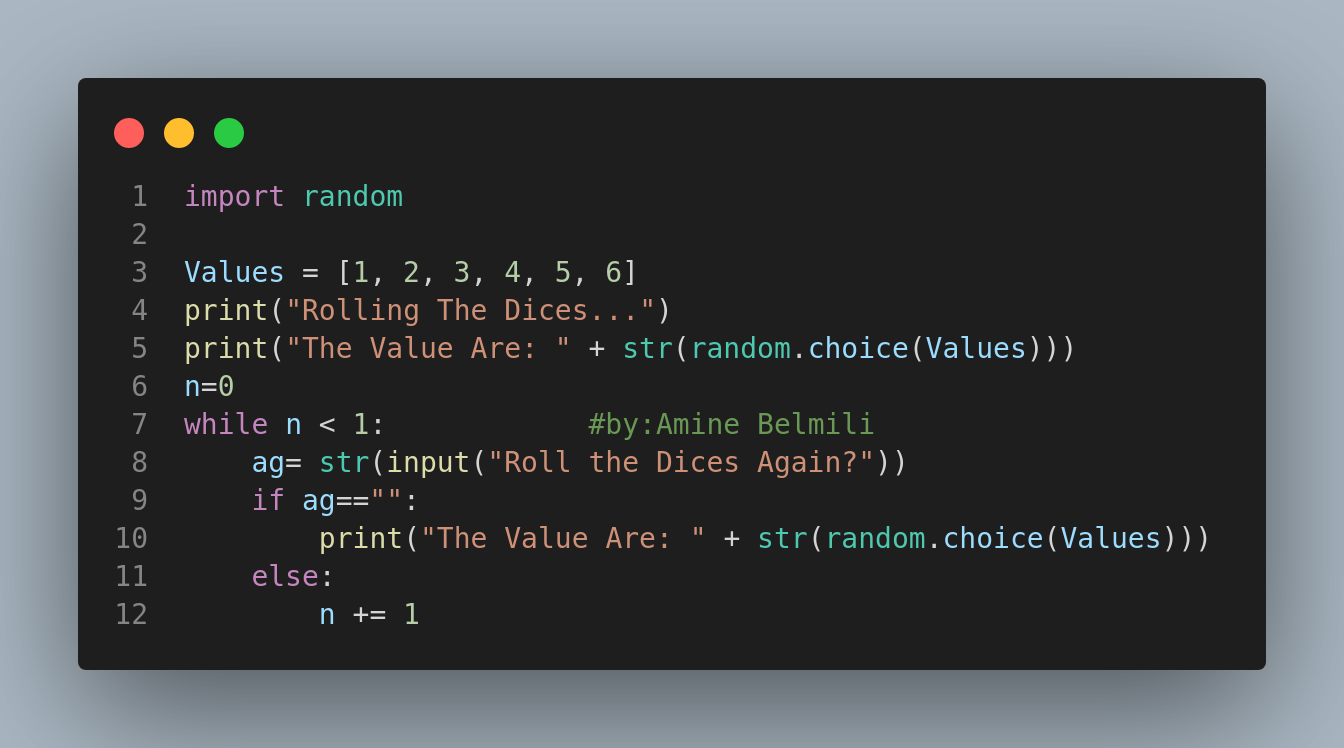 1 import random
2
3 Values = [1, 2, 3, 4, 5, 6]
4 print("Rolling The Dices...")
5 print("The Value Are: " + str(random.choice(Values)))
6 n=0
7 while n < 1:            #by:Amine Belmili
8     ag= str(input("Roll the Dices Again?"))
9     if ag=="":
10         print("The Value Are: " + str(random.choice(Values)))
11     else:
12         n += 1